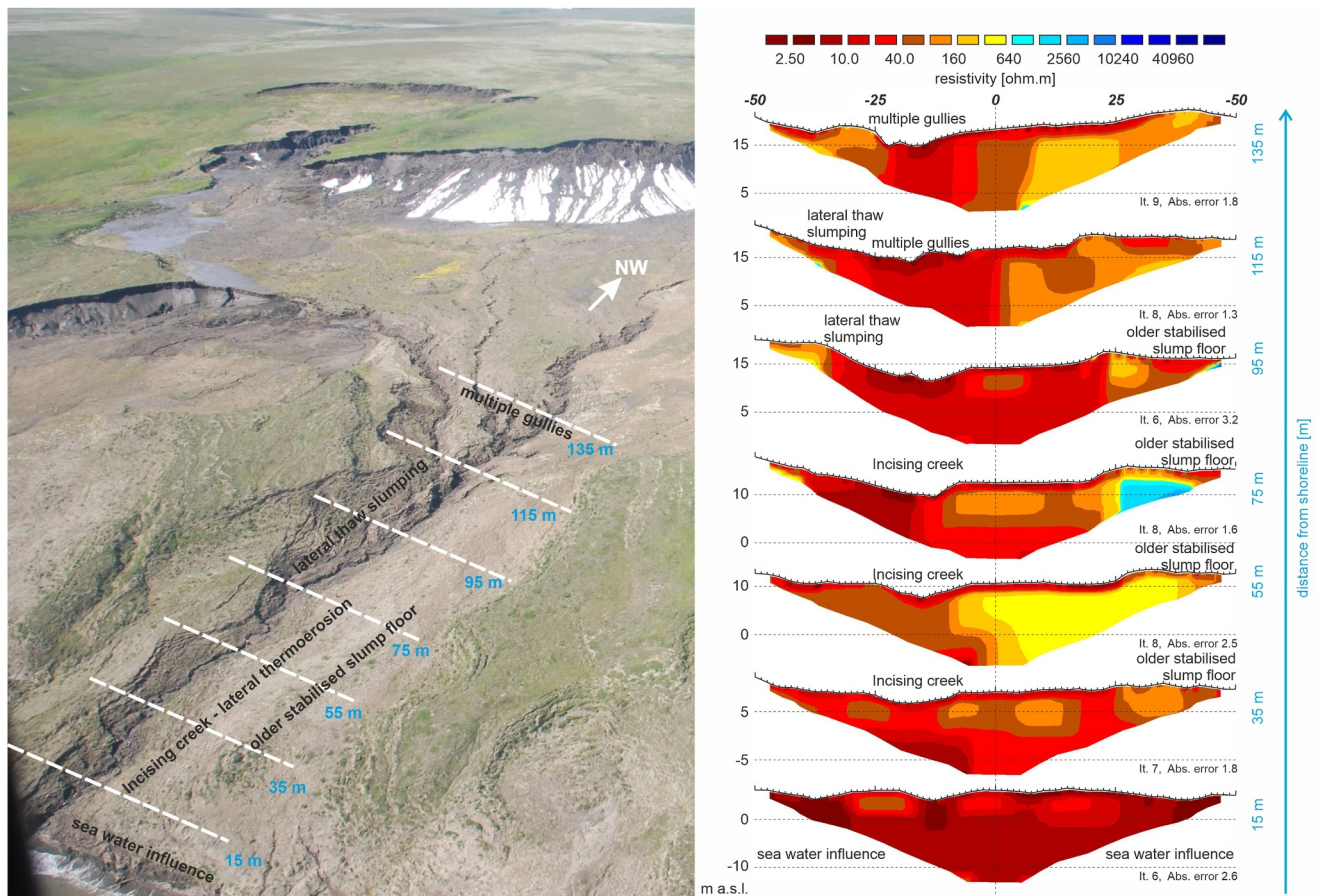 NW
multiple gullies
135 m
lateral thaw slumping
115 m
95 m
Incising creek - lateral thermoerosion
75 m
older stabilised slump floor
55 m
35 m
sea water influence
15 m
2.50 10.0 40.0 160 640 2560 10240 40960
resistivity [ohm.m]
-50 -25 0 25 -50
multiple gullies
15
5
It. 9, Abs. error 1.8
135 m
lateral thaw
slumping
multiple gullies
15
5
It. 8, Abs. error 1.3
115 m
lateral thaw
slumping
older stabilised
slump floor
15
5
It. 6, Abs. error 3.2
95 m
older stabilised
slump floor
Incising creek
10
0
It. 8, Abs. error 1.6
75 m
older stabilised
slump floor
Incising creek
10
0
It. 8, Abs. error 2.5
55 m
older stabilised
slump floor
Incising creek
5
-5
It. 7, Abs. error 1.8
35 m
0
-10
sea water influence
sea water influence
It. 6, Abs. error 2.6
15 m
m a.s.l.
distance from shoreline [m]